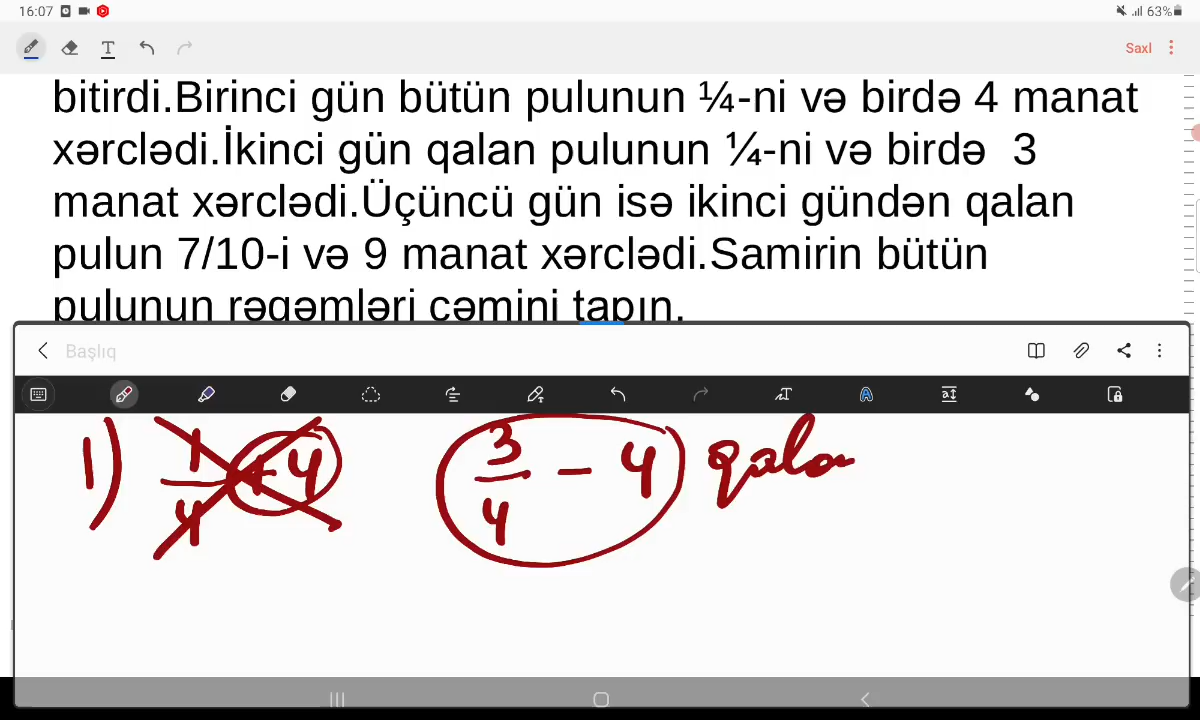 16:07 63%
Saxl
bitirdi.Birinci gün bütün pulunun ¼-ni və birdə 4 manat
xərclədi.İkinci gün qalan pulunun ¼-ni və birdə 3
manat xərclədi.Üçüncü gün isə ikinci gündən qalan
pulun 7/10-i və 9 manat xərclədi.Samirin bütün
pulunun rəqəmləri cəmini tapın.
Başlıq
1) 1/4 + 4 3/4 - 4 qalan